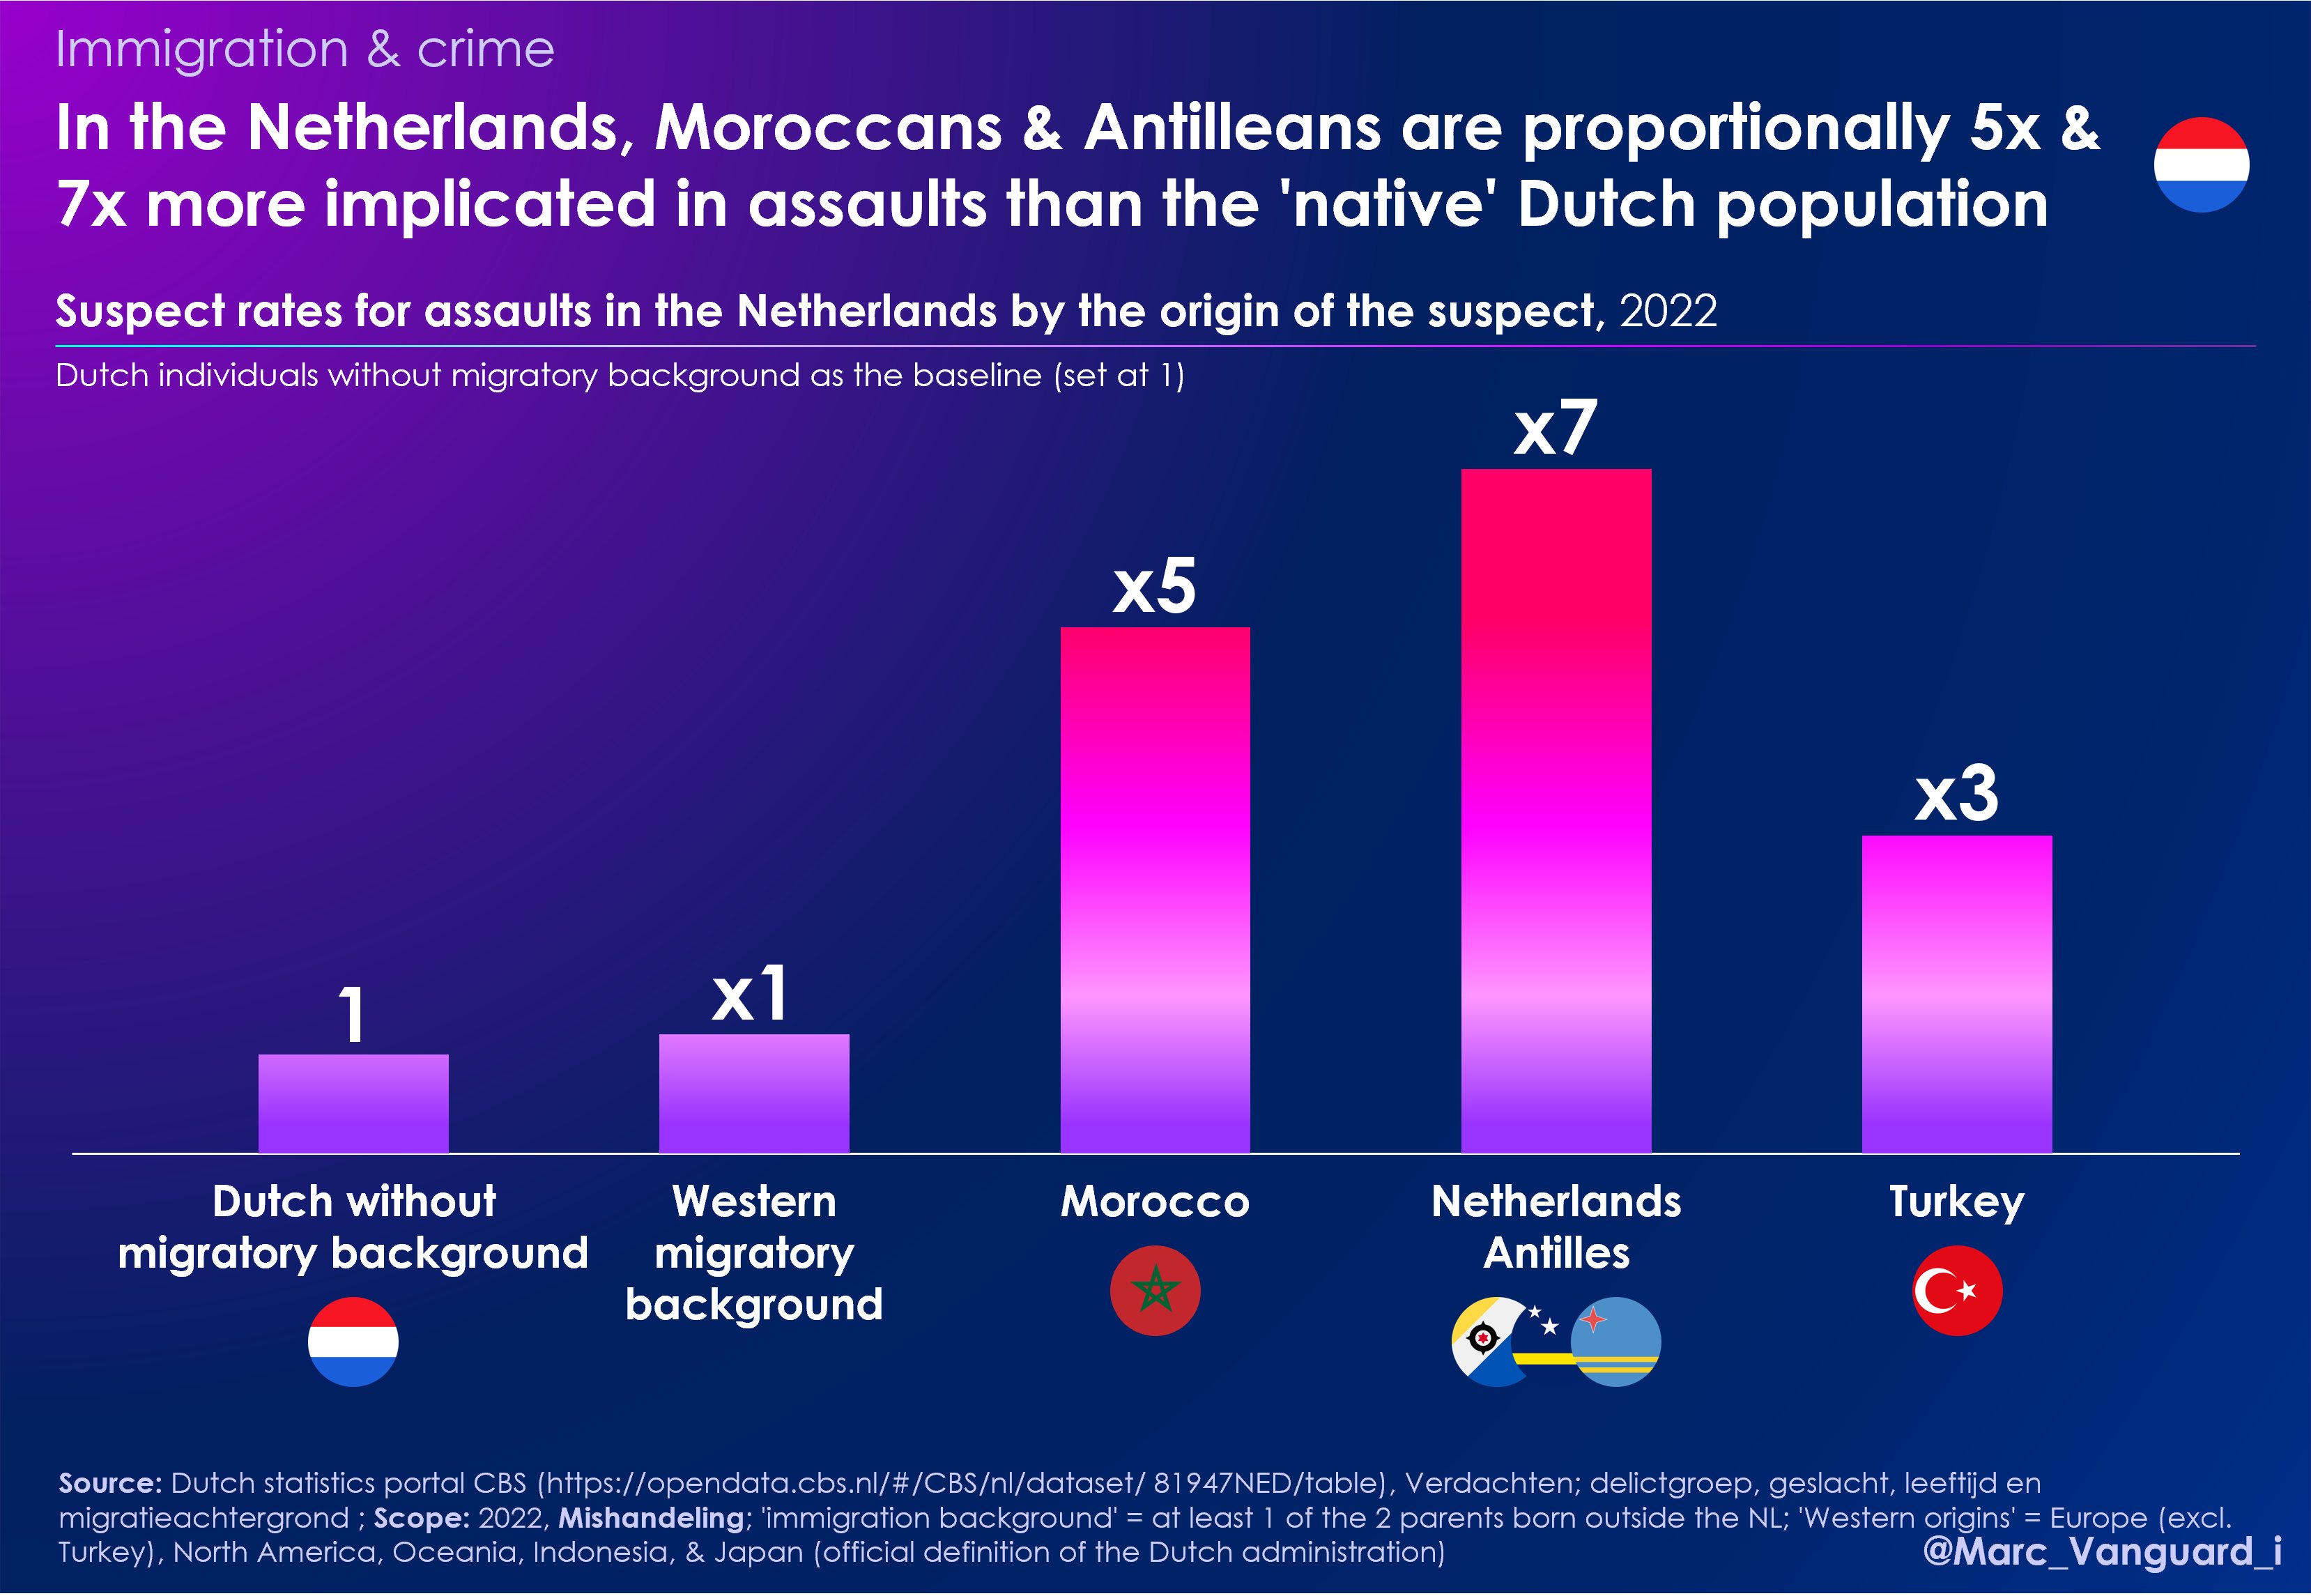 Immigration & crime
In the Netherlands, Moroccans & Antilleans are proportionally 5x &
7x more implicated in assaults than the 'native' Dutch population
Suspect rates for assaults in the Netherlands by the origin of the suspect, 2022
Dutch individuals without migratory background as the baseline (set at 1)
1
x1
x5
x7
x3
Dutch without
migratory background
Western
migratory
background
Morocco
Netherlands
Antilles
Turkey
Source: Dutch statistics portal CBS (https://opendata.cbs.nl/#/CBS/nl/dataset/ 81947NED/table), Verdachten; delictgroep, geslacht, leeftijd en
migratieachtergrond ; Scope: 2022, Mishandeling; 'immigration background' = at least 1 of the 2 parents born outside the NL; 'Western origins' = Europe (excl.
Turkey), North America, Oceania, Indonesia, & Japan (official definition of the Dutch administration)
@Marc_Vanguard_i